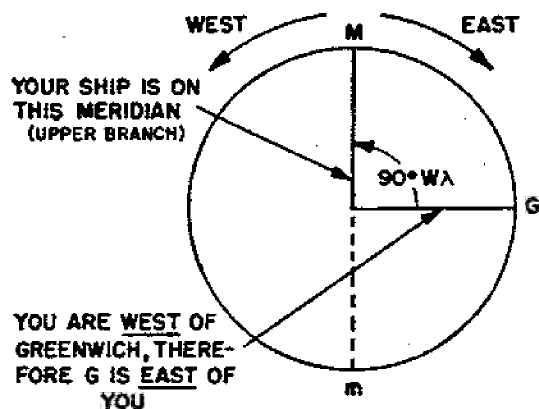 WEST
EAST
M
YOUR SHIP IS ON
THIS MERIDIAN
(UPPER BRANCH)
90° Wλ
G
YOU ARE WEST OF
GREENWICH, THERE-
FORE G IS EAST OF
YOU
m